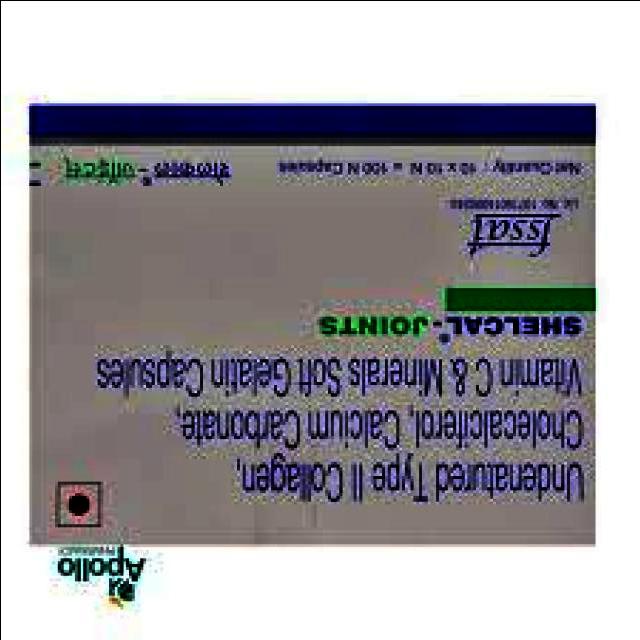 Apollo
PHARMACY
Undenatured Type II Collagen,
Cholecalciferol, Calcium Carbonate,
Vitamin C & Minerals Soft Gelatin Capsules
SHELCAL®-JOINTS
fssai
Net Quantity : 10 x 10 N = 100 N Capsules